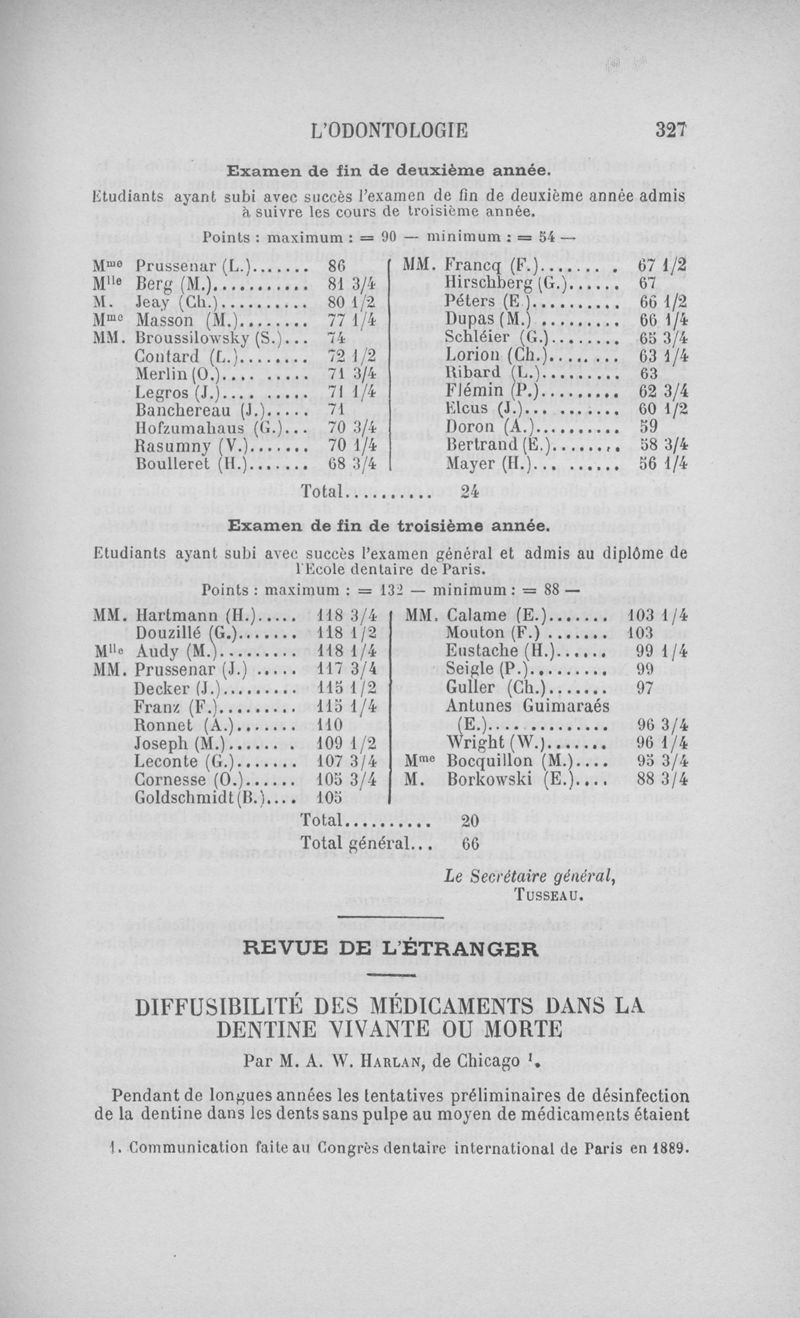 L'ODONTOLOGIE 327
Examen de fin de deuxième année.
Etudiants ayant subi avec succès l'examen de fin de deuxième année admis
à suivre les cours de troisième année.
Points : maximum : = 90 — minimum : = 54 —
Mme Prussenar (L.)....... 86
Mlle Berg (M.)........... 81 3/4
M. Jeay (Ch.).......... 80 1/2
Mme Masson (M.)........ 77 1/4
MM. Broussilowsky (S.)... 74
Contard (L.)........ 72 1/2
Merlin (O.).... ..... 71 3/4
Legros (J.).... ..... 71 1/4
Banchereau (J.)..... 71
Hofzumahaus (G.)... 70 3/4
Rasumny (V.)....... 70 1/4
Boulleret (H.)....... 68 3/4
MM. Francq (F.)....... . 67 1/2
Hirschberg (G.)...... 67
Péters (E ).......... 66 1/2
Dupas (M.) ......... 66 1/4
Schléier (G.)........ 65 3/4
Lorion (Ch.)..... ... 63 1/4
Ribard (L.)......... 63
Flémin (P.)......... 62 3/4
Elcus (J.)... ....... 60 1/2
Doron (A.).......... 59
Bertrand (E.)........ 58 3/4
Mayer (H.)... ...... 56 1/4
Total.......... 24
Examen de fin de troisième année.
Etudiants ayant subi avec succès l'examen général et admis au diplôme de
l'Ecole dentaire de Paris.
Points : maximum : = 132 — minimum : = 88 —
MM. Hartmann (H.)..... 118 3/4
Douzillé (G.)....... 118 1/2
Mlle Audy (M.)......... 118 1/4
MM. Prussenar (J.) ..... 117 3/4
Decker (J.)......... 115 1/2
Franz (F.)......... 115 1/4
Ronnet (A.)....... 110
Joseph (M.)...... . 109 1/2
Leconte (G.)....... 107 3/4
Cornesse (O.)...... 105 3/4
Goldschmidt (B.).... 105
MM. Calame (E.)....... 103 1/4
Mouton (F.) ....... 103
Eustache (H.)...... 99 1/4
Seigle (P.)......... 99
Guller (Ch.)....... 97
Antunes Guimaraés
(E.).... .......... 96 3/4
Wright (W.)....... 96 1/4
Mme Bocquillon (M.).... 95 3/4
M. Borkowski (E.).... 88 3/4
Total.......... 20
Total général... 66
Le Secrétaire général,
TUSSEAU.
REVUE DE L'ÉTRANGER
DIFFUSIBILITÉ DES MÉDICAMENTS DANS LA
DENTINE VIVANTE OU MORTE
Par M. A. W. HARLAN, de Chicago 1.
Pendant de longues années les tentatives préliminaires de désinfection
de la dentine dans les dents sans pulpe au moyen de médicaments étaient
1. Communication faite au Congrès dentaire international de Paris en 1889.